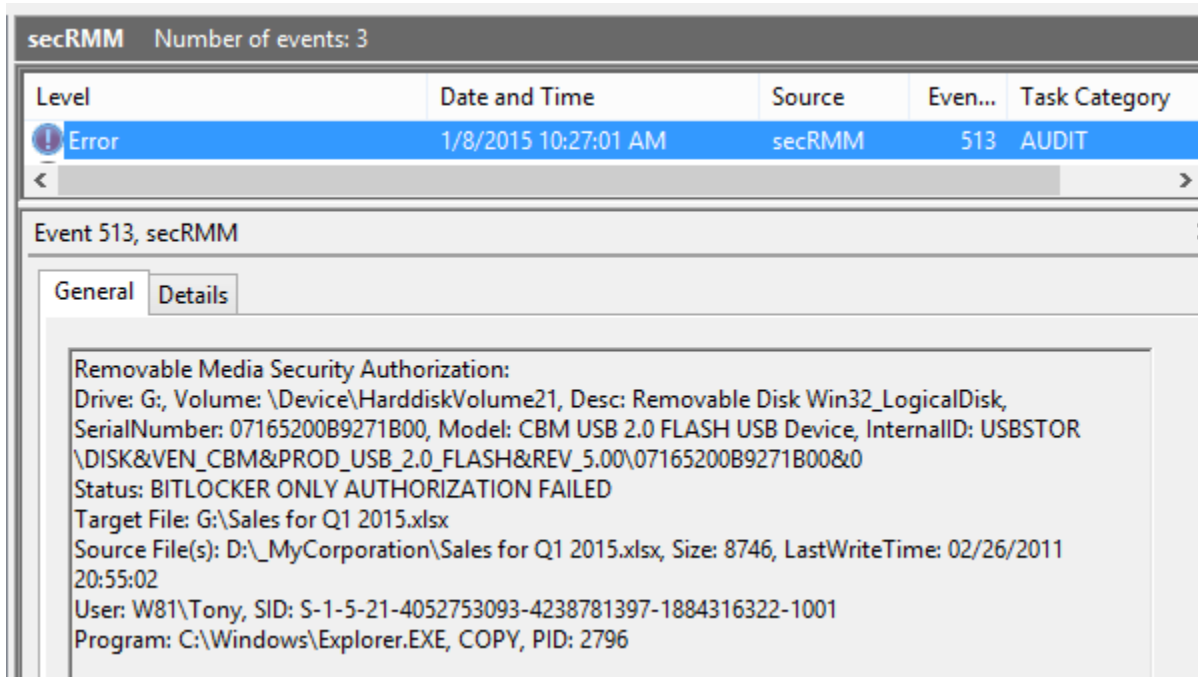 secRMM Number of events: 3
Level Date and Time Source Even... Task Category
Error 1/8/2015 10:27:01 AM secRMM 513 AUDIT
Event 513, secRMM
General Details
Removable Media Security Authorization:
Drive: G:, Volume: \Device\HarddiskVolume21, Desc: Removable Disk Win32_LogicalDisk,
SerialNumber: 07165200B9271B00, Model: CBM USB 2.0 FLASH USB Device, InternalID: USBSTOR
\DISK&VEN_CBM&PROD_USB_2.0_FLASH&REV_5.00\07165200B9271B00&0
Status: BITLOCKER ONLY AUTHORIZATION FAILED
Target File: G:\Sales for Q1 2015.xlsx
Source File(s): D:\_MyCorporation\Sales for Q1 2015.xlsx, Size: 8746, LastWriteTime: 02/26/2011
20:55:02
User: W81\Tony, SID: S-1-5-21-4052753093-4238781397-1884316322-1001
Program: C:\Windows\Explorer.EXE, COPY, PID: 2796